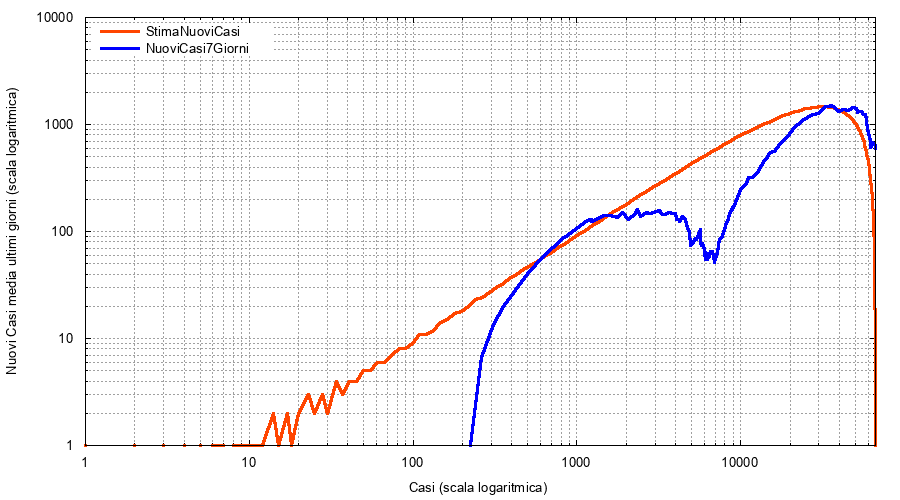 10000
1000
100
10
1
StimaNuoviCasi
NuoviCasi7Giorni
Nuovi Casi media ultimi giorni (scala logaritmica)
1 10 100 1000 10000
Casi (scala logaritmica)